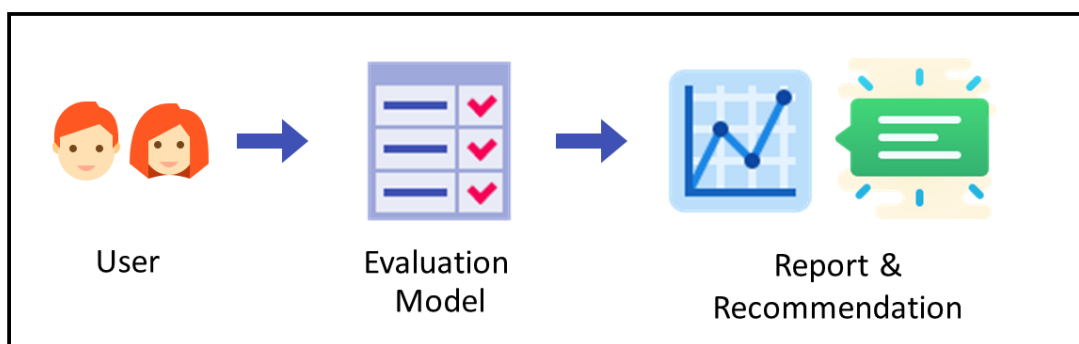 User
Evaluation
Model
Report &
Recommendation